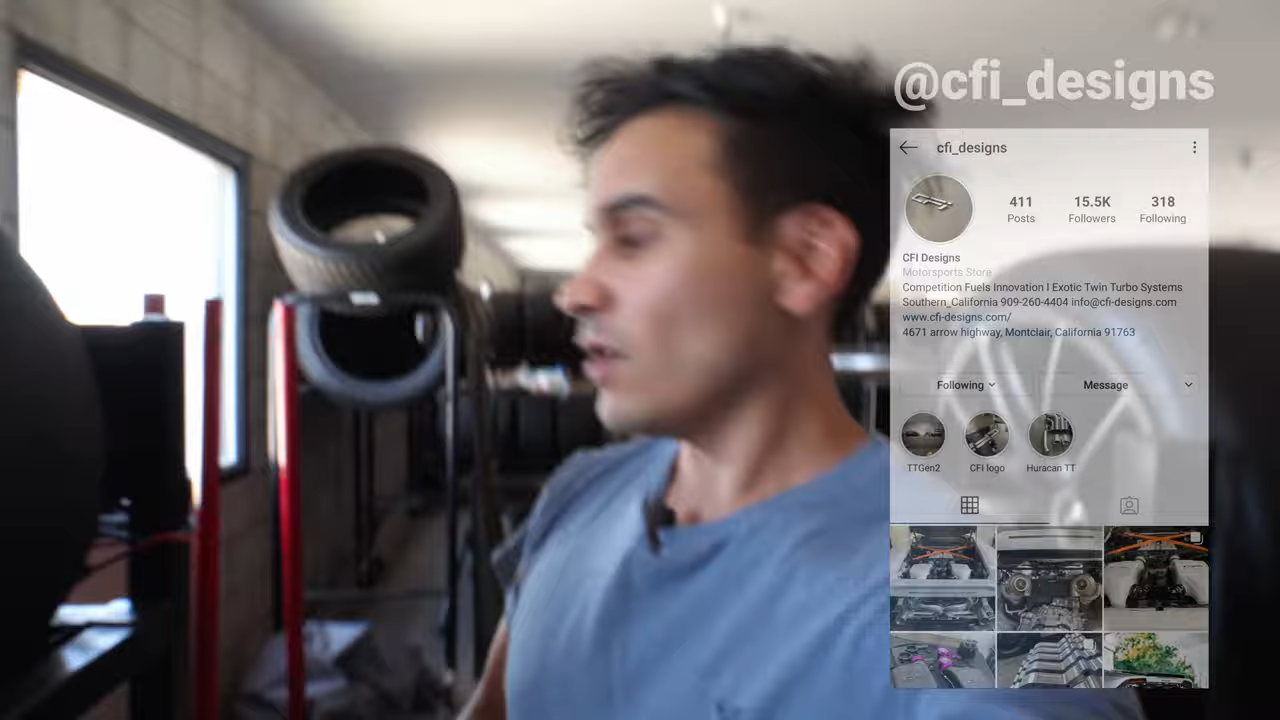 @cfi_designs
cfi_designs
411 15.5K 318
Posts Followers Following
CFI Designs
Motorsports Store
Competition Fuels Innovation I Exotic Twin Turbo Systems
Southern_California 909-260-4404 info@cfi-designs.com
www.cfi-designs.com/
4671 arrow highway, Montclair, California 91763
Following Message
TTGen2 CFI logo Huracan TT